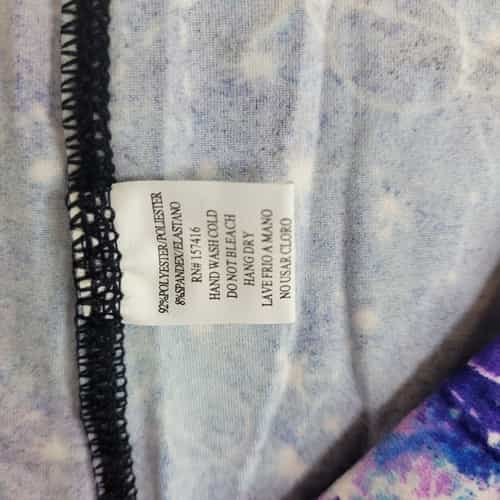 92%POLYESTER/POLIESTER
8%SPANDEX/ELASTANO
RN# 157416
HAND WASH COLD
DO NOT BLEACH
HANG DRY
LAVE FRIO A MANO
NO USAR CLORO